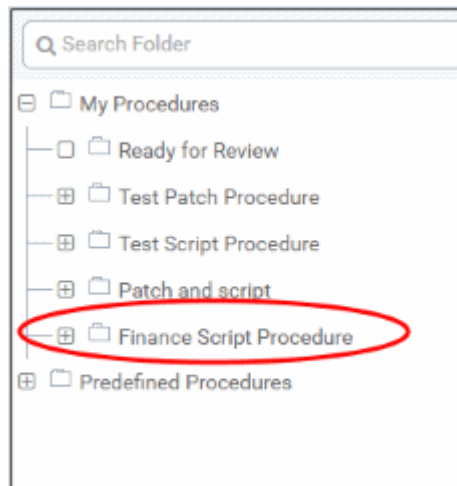 Search Folder
My Procedures
Ready for Review
Test Patch Procedure
Test Script Procedure
Patch and script
Finance Script Procedure
Predefined Procedures